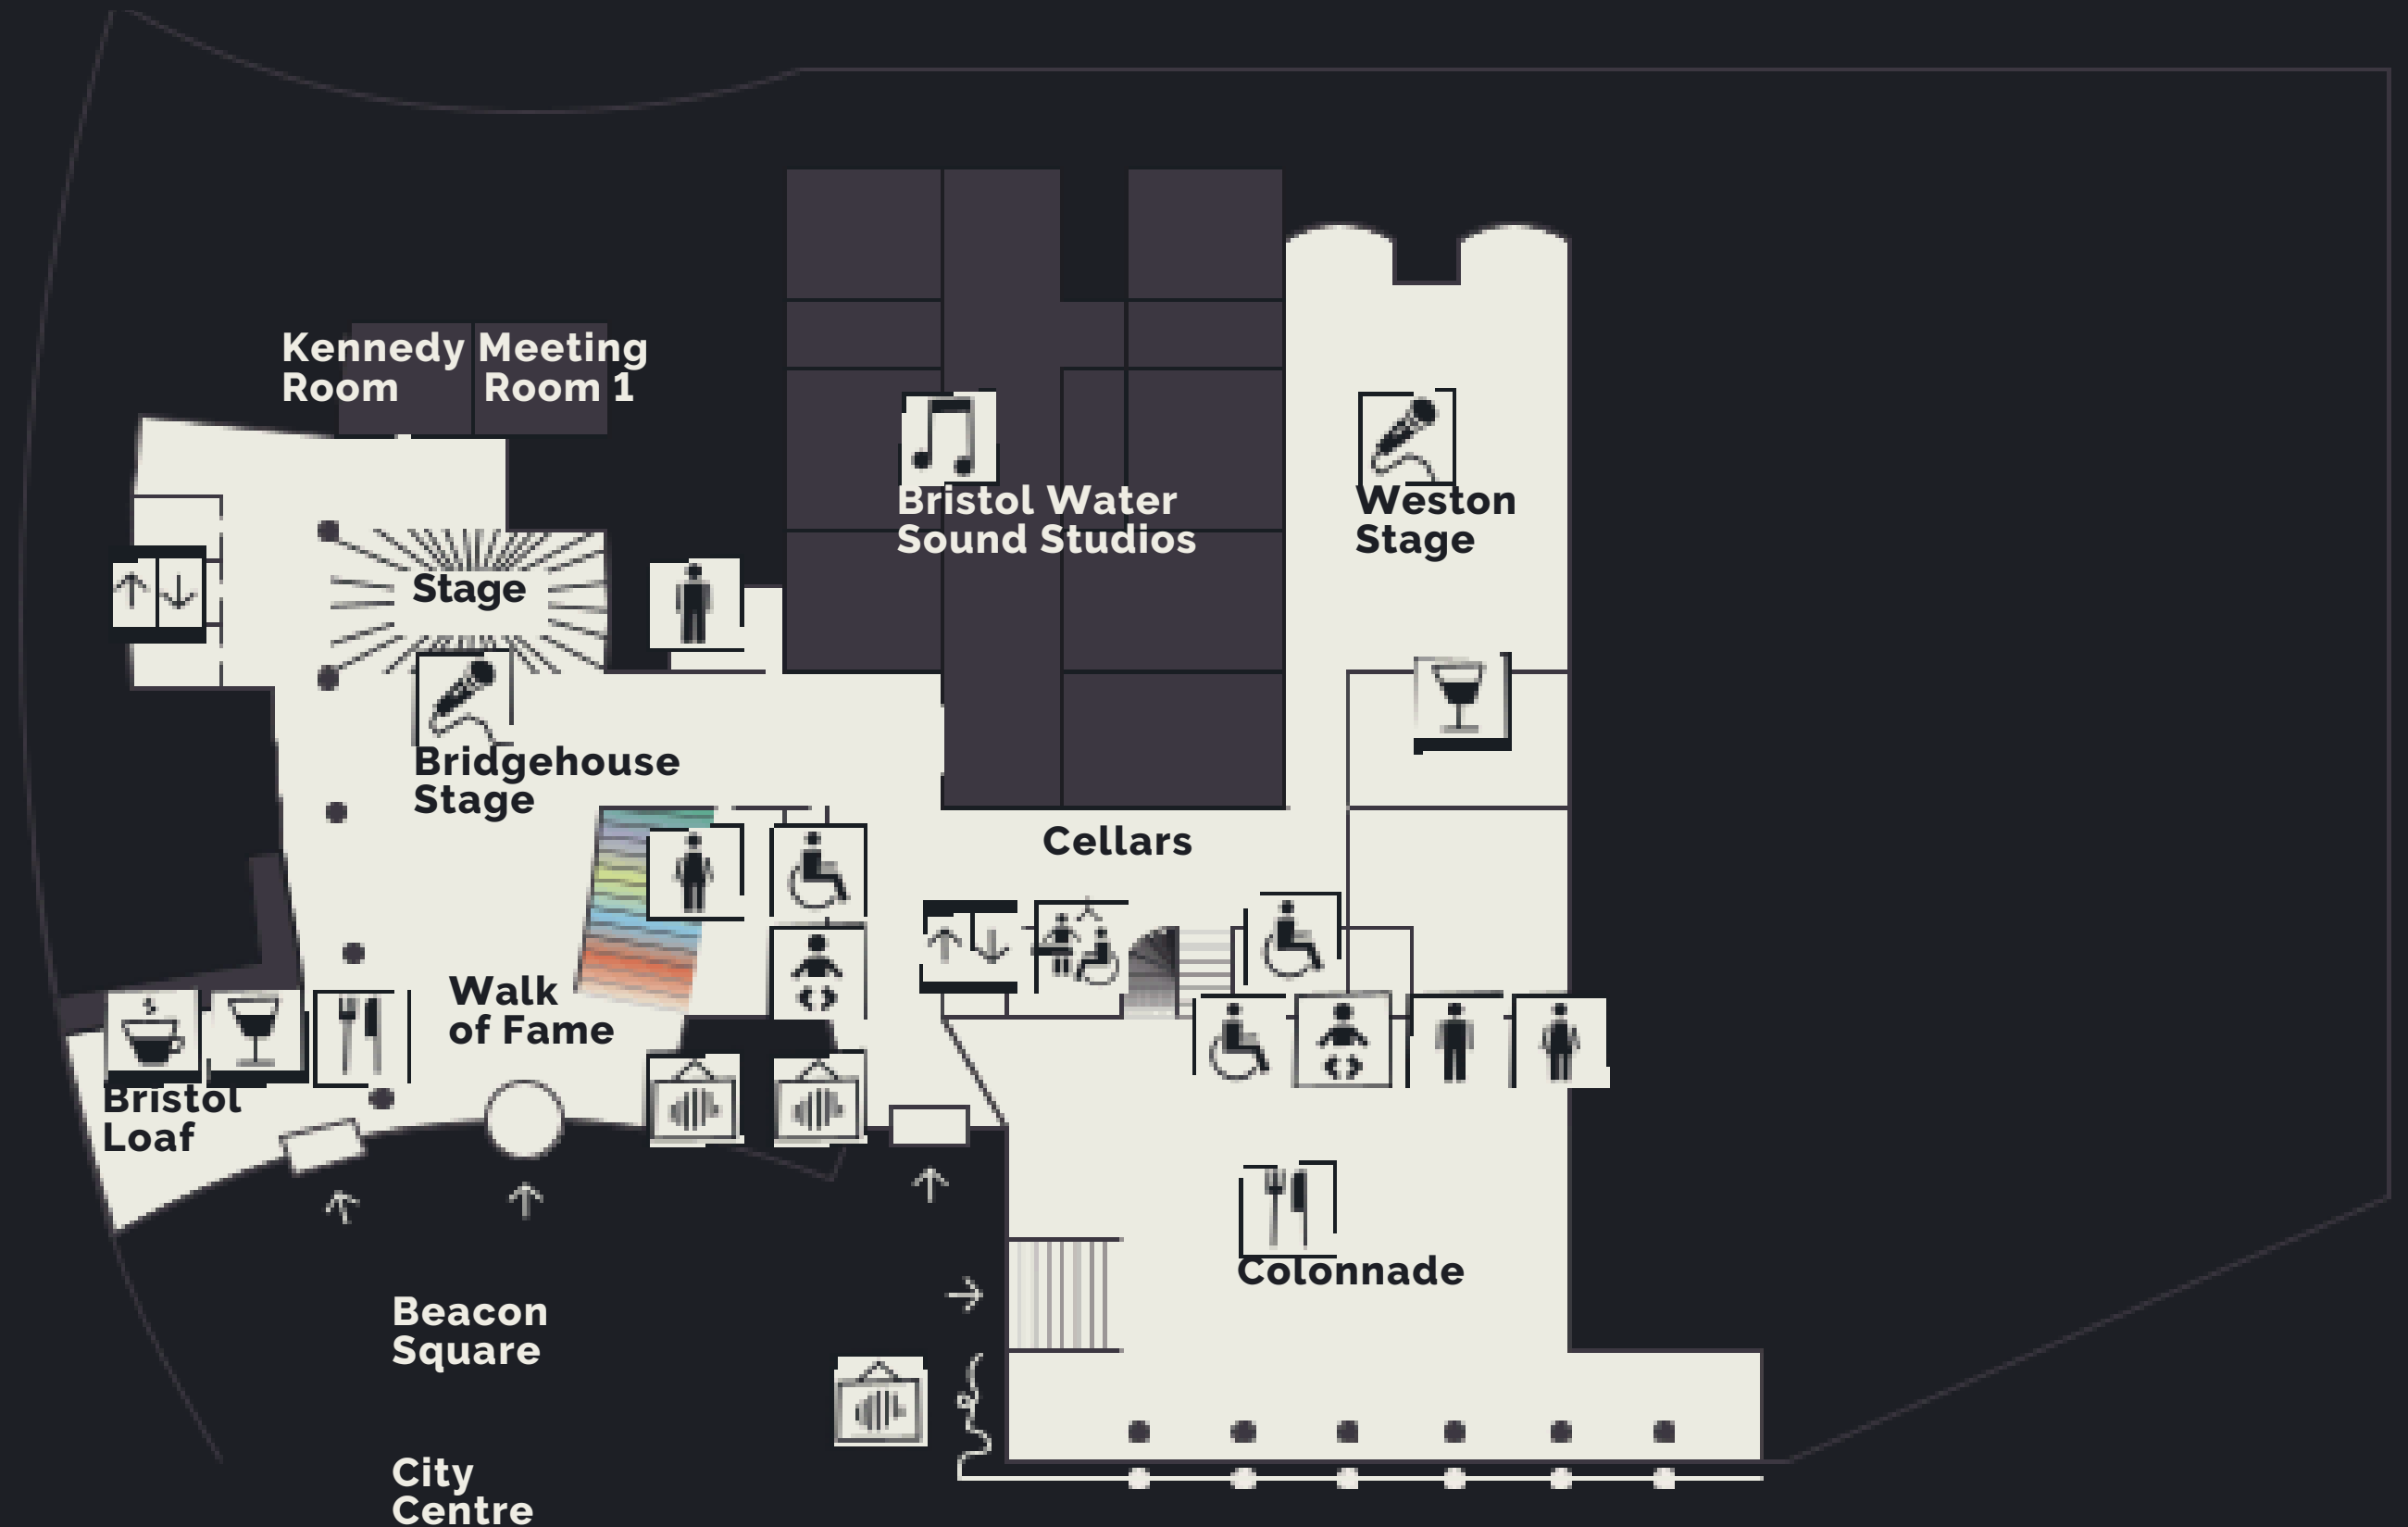 Kennedy
Room
Meeting
Room 1
Bristol Water
Sound Studios
Weston
Stage
Stage
Bridgehouse
Stage
Cellars
Walk
of Fame
Bristol
Loaf
Colonnade
Beacon
Square
City
Centre